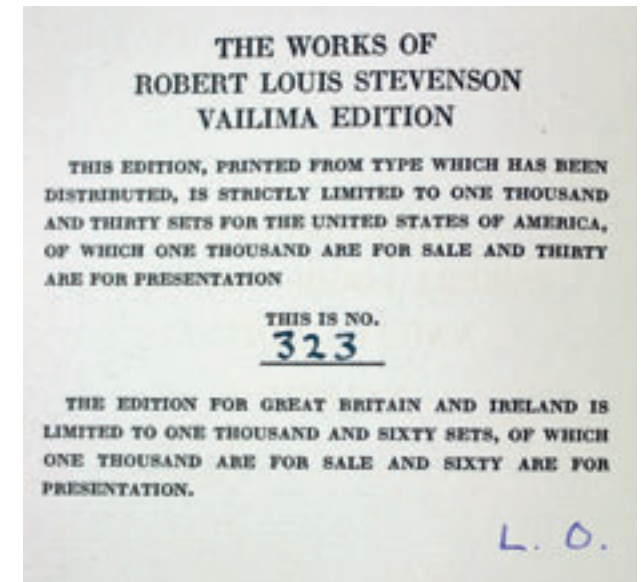 THE WORKS OF
ROBERT LOUIS STEVENSON
VAILIMA EDITION
THIS EDITION, PRINTED FROM TYPE WHICH HAS BEEN
DISTRIBUTED, IS STRICTLY LIMITED TO ONE THOUSAND
AND THIRTY SETS FOR THE UNITED STATES OF AMERICA,
OF WHICH ONE THOUSAND ARE FOR SALE AND THIRTY
ARE FOR PRESENTATION
THIS IS NO.
323
THE EDITION FOR GREAT BRITAIN AND IRELAND IS
LIMITED TO ONE THOUSAND AND SIXTY SETS, OF WHICH
ONE THOUSAND ARE FOR SALE AND SIXTY ARE FOR
PRESENTATION.
L. O.